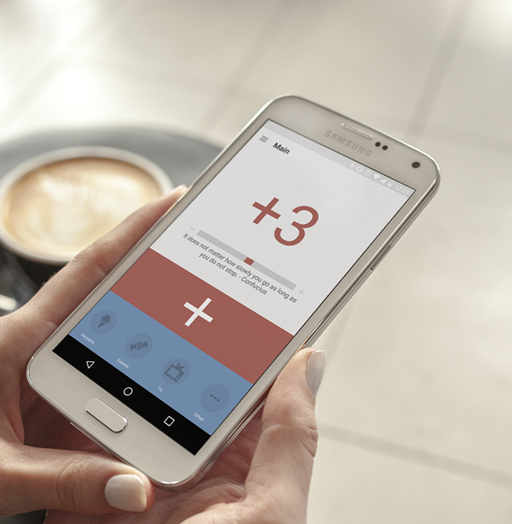 SAMSUNG
Main
+3
It does not matter how slowly you go as long as
you do not stop. - Confucius
+
Sweets
TV
Other